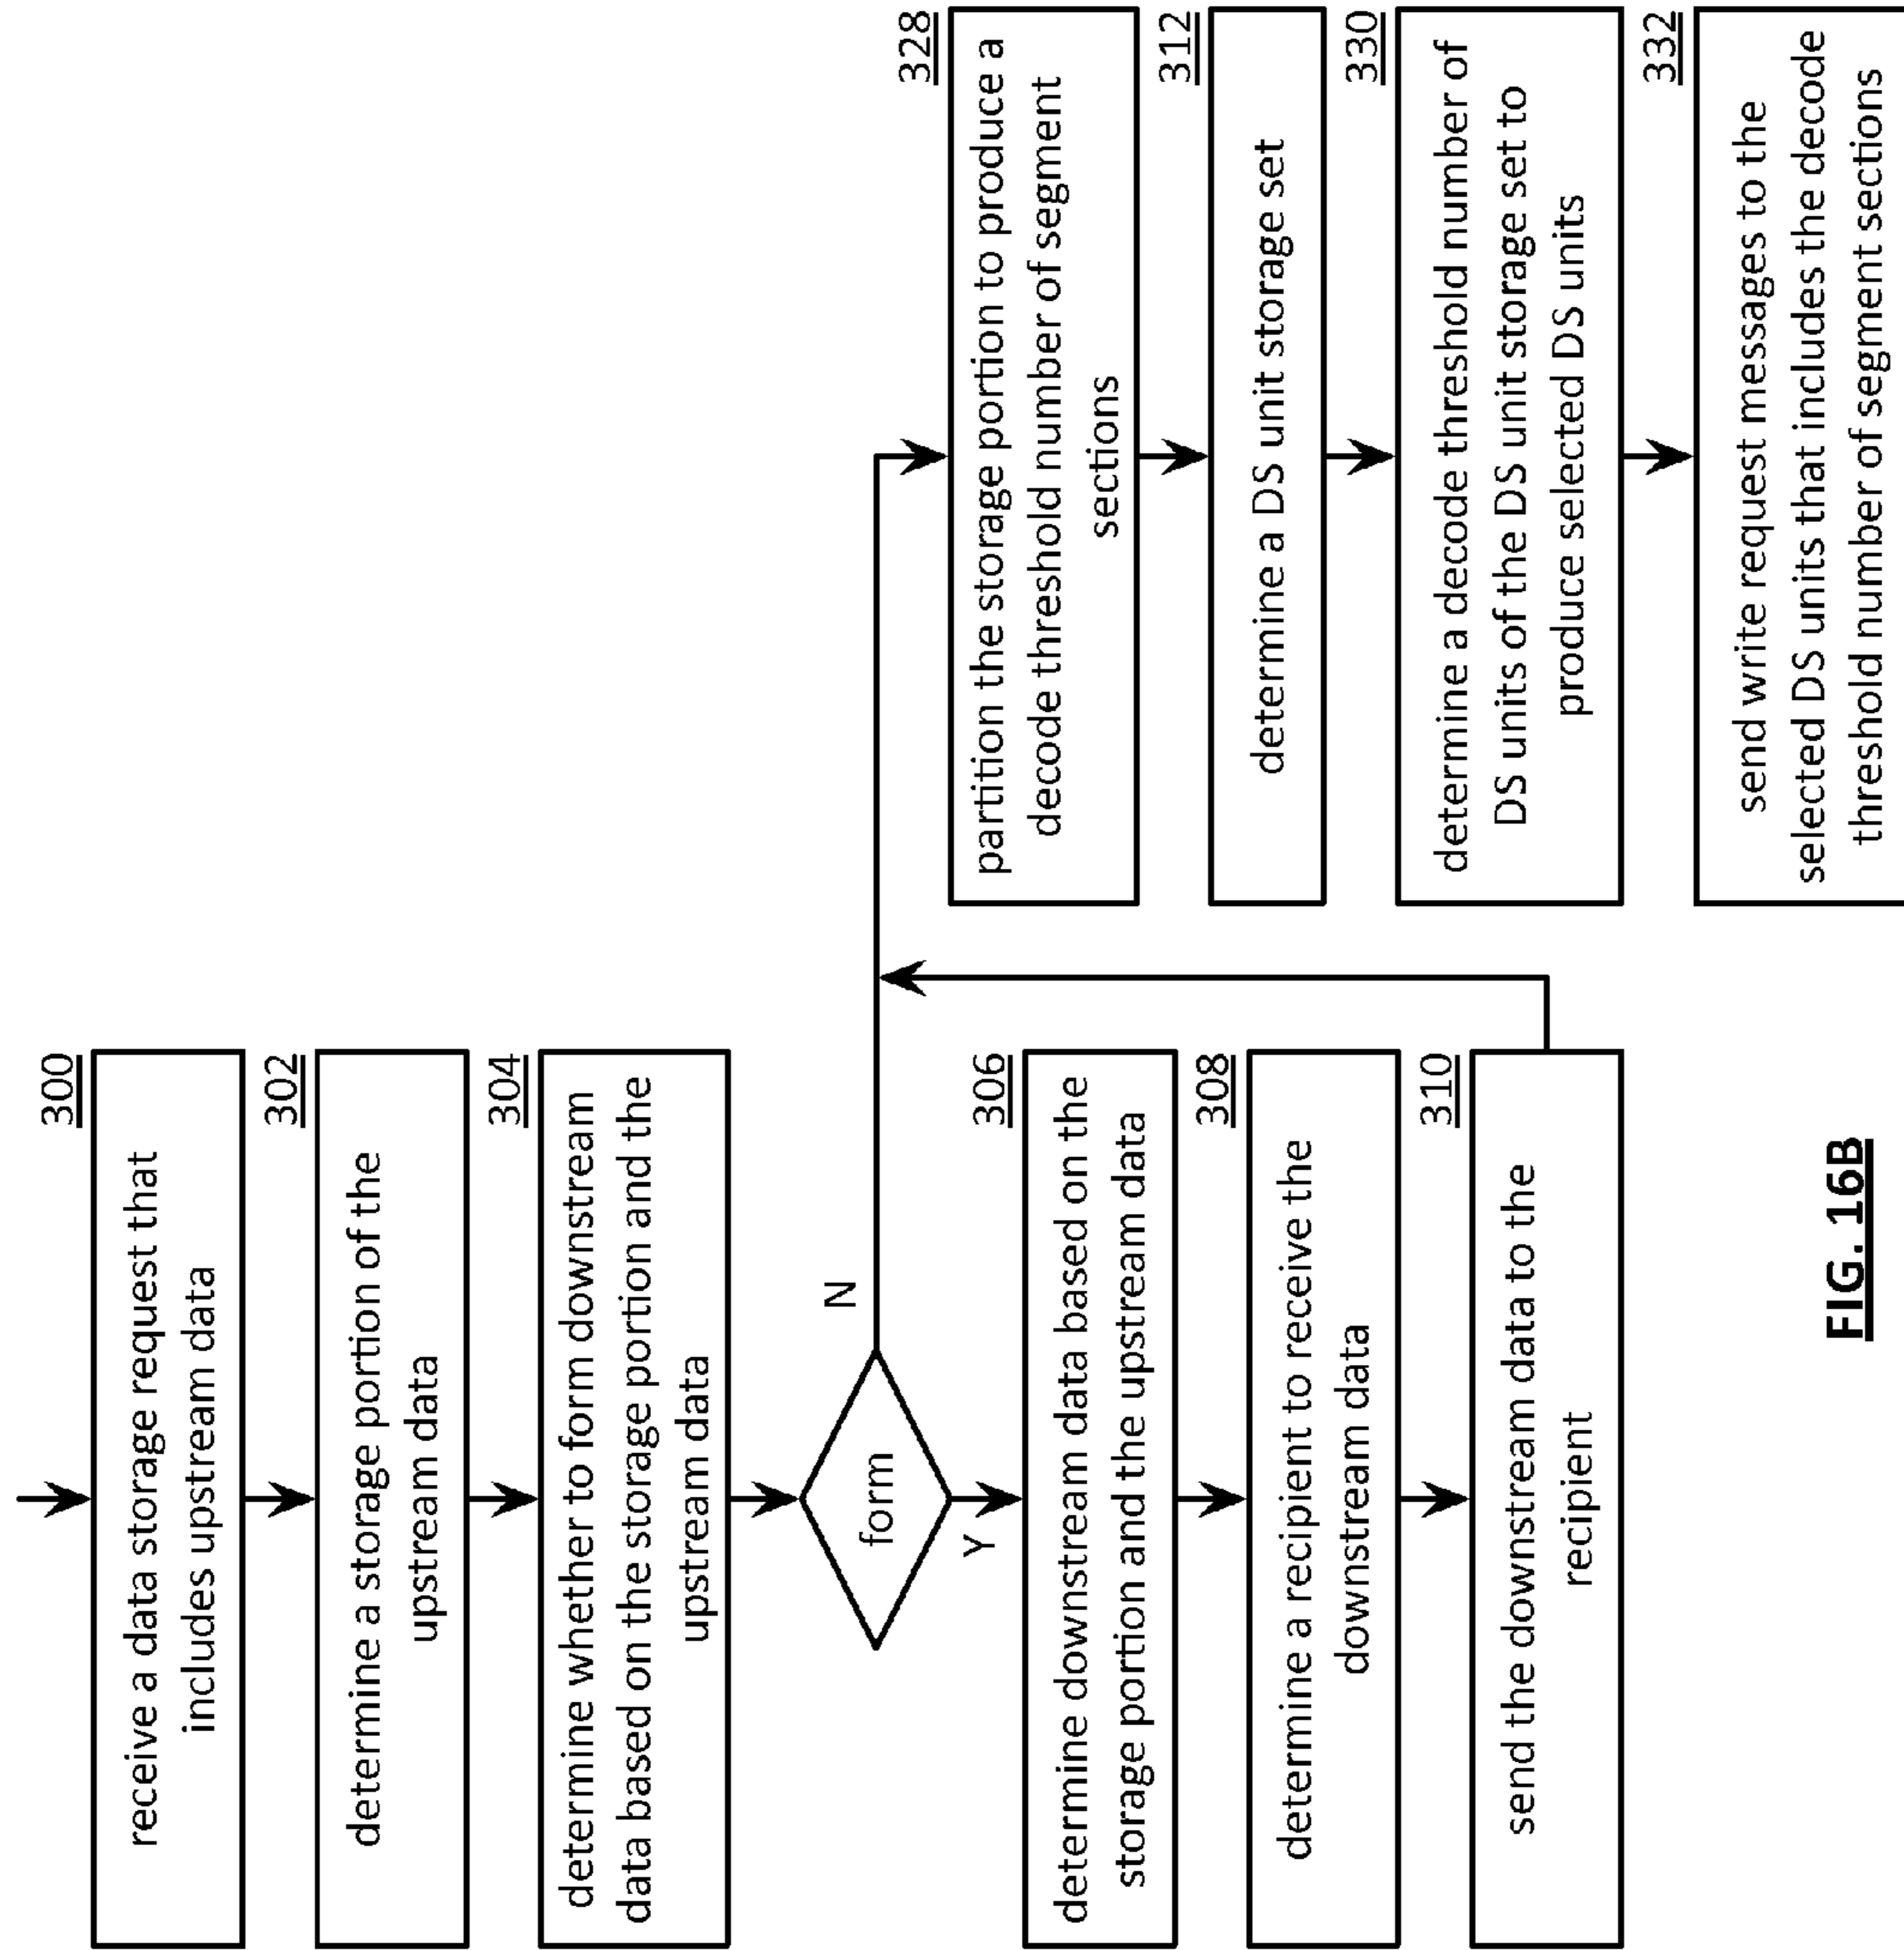 300
receive a data storage request that
includes upstream data
302
determine a storage portion of the
upstream data
304
determine whether to form downstream
data based on the storage portion and the
upstream data
form
N
Y
306
determine downstream data based on the
storage portion and the upstream data
308
determine a recipient to receive the
downstream data
310
send the downstream data to the
recipient
328
partition the storage portion to produce a
decode threshold number of segment
sections
312
determine a DS unit storage set
330
determine a decode threshold number of
DS units of the DS unit storage set to
produce selected DS units
332
send write request messages to the
selected DS units that includes the decode
threshold number of segment sections
FIG. 16B